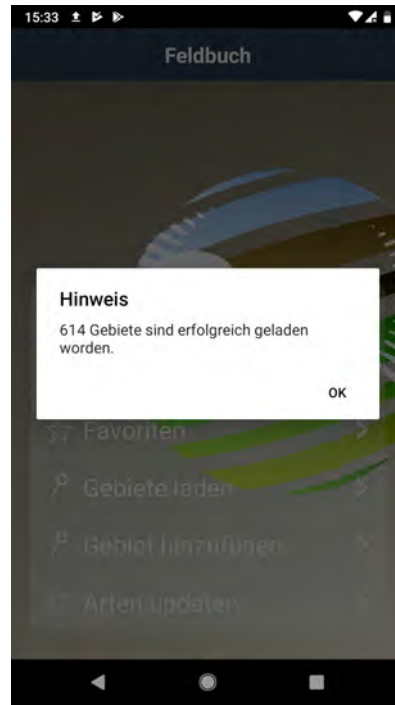 15:33
Feldbuch
Hinweis
614 Gebiete sind erfolgreich geladen
worden.
OK
Favoriten
Gebiete laden
Gebiet hinzufügen
Arten updaten